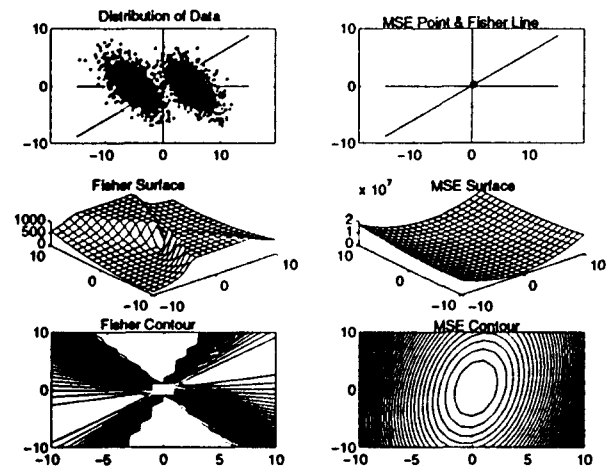 Distribution of Data
10
0
-10
-10 0 10
MSE Point & Fisher Line
10
0
-10
-10 0 10
Fisher Surface
1000
500
0
10
0
-10 -10
0
10
MSE Surface
x 10^7
2
1
0
10
0
-10 -10
0
10
Fisher Contour
10
0
-10
-10 -5 0 5 10
MSE Contour
10
0
-10
-10 -5 0 5 10